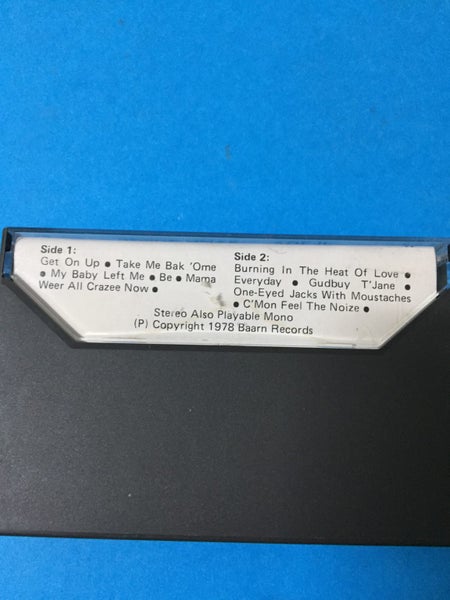 Side 1:
Get On Up ● Take Me Bak 'Ome
● My Baby Left Me ● Be ● Mama
Weer All Crazee Now ●
Side 2:
Burning In The Heat Of Love ●
Everyday ● Gudbuy T'Jane ●
One-Eyed Jacks With Moustaches
● C'Mon Feel The Noize ●
Stereo Also Playable Mono
(P) Copyright 1978 Baarn Records